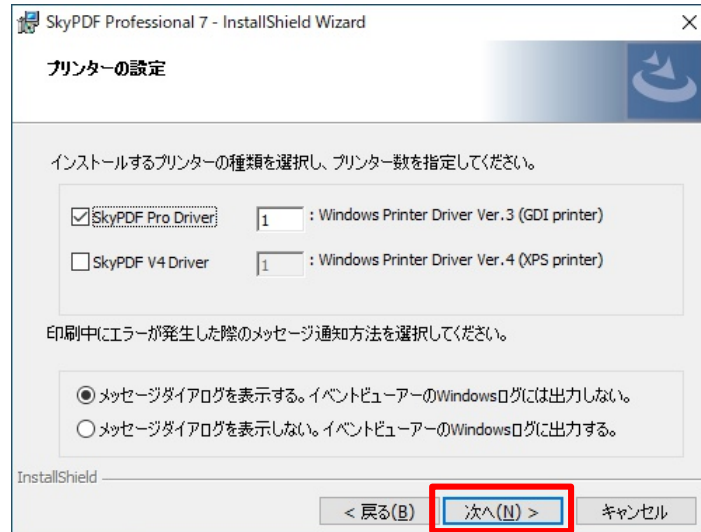 SkyPDF Professional 7 - InstallShield Wizard
プリンターの設定
インストールするプリンターの種類を選択し、プリンター数を指定してください。
SkyPDF Pro Driver 1 : Windows Printer Driver Ver.3 (GDI printer)
SkyPDF V4 Driver 1 : Windows Printer Driver Ver.4 (XPS printer)
印刷中にエラーが発生した際のメッセージ通知方法を選択してください。
メッセージダイアログを表示する。イベントビューアーのWindowsログには出力しない。
メッセージダイアログを表示しない。イベントビューアーのWindowsログに出力する。
InstallShield
< 戻る(B) 次へ(N) > キャンセル